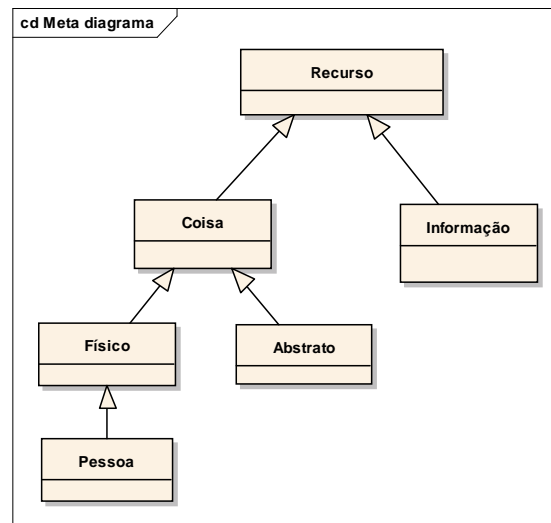 cd Meta diagrama
Recurso
Coisa
Informação
Físico
Abstrato
Pessoa